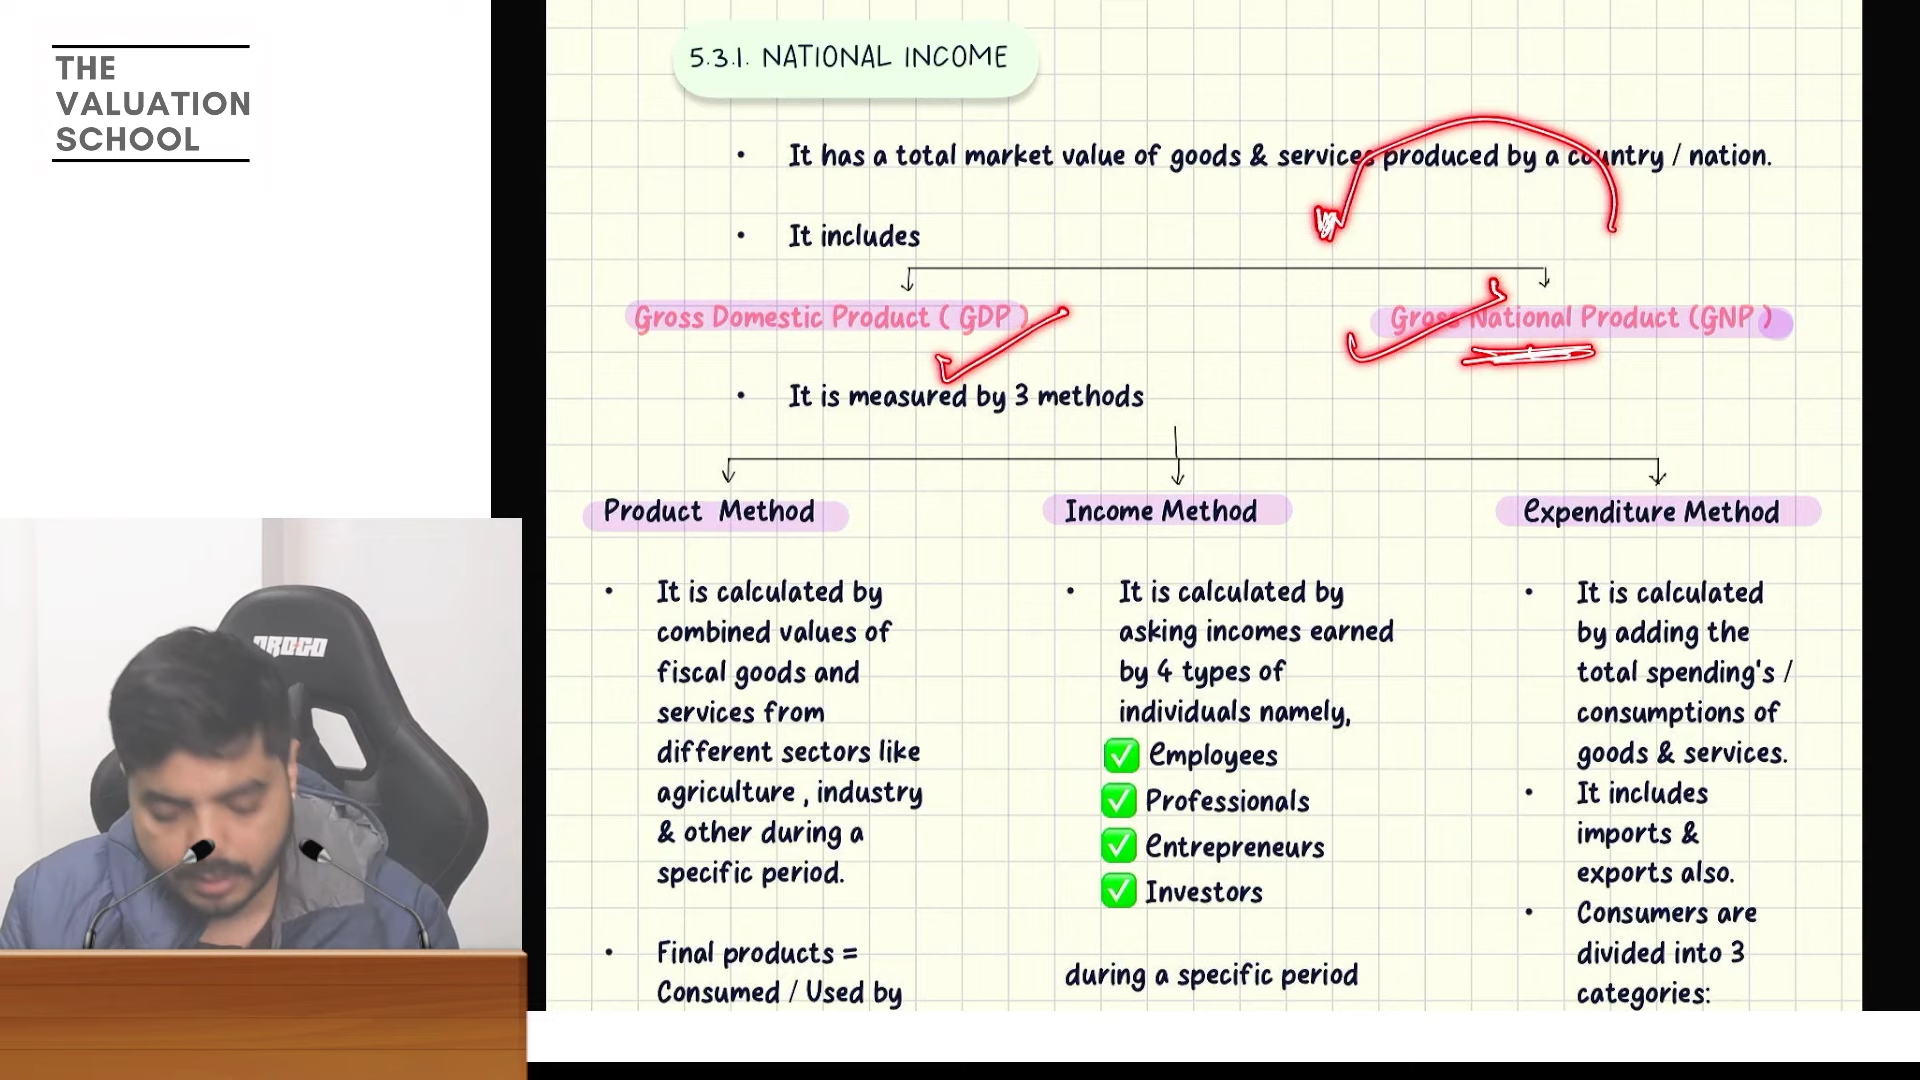 THE
VALUATION
SCHOOL
5.3.1. NATIONAL INCOME
• It has a total market value of goods & services produced by a country / nation.
• It includes
Gross Domestic Product ( GDP )
Gross National Product (GNP )
• It is measured by 3 methods
Product Method
• It is calculated by
combined values of
fiscal goods and
services from
different sectors like
agriculture , industry
& other during a
specific period.
• Final products =
Consumed / Used by
Income Method
• It is calculated by
asking incomes earned
by 4 types of
individuals namely,
✅ Employees
✅ Professionals
✅ Entrepreneurs
✅ Investors
during a specific period
Expenditure Method
• It is calculated
by adding the
total spending's /
consumptions of
goods & services.
• It includes
imports &
exports also.
• Consumers are
divided into 3
categories: